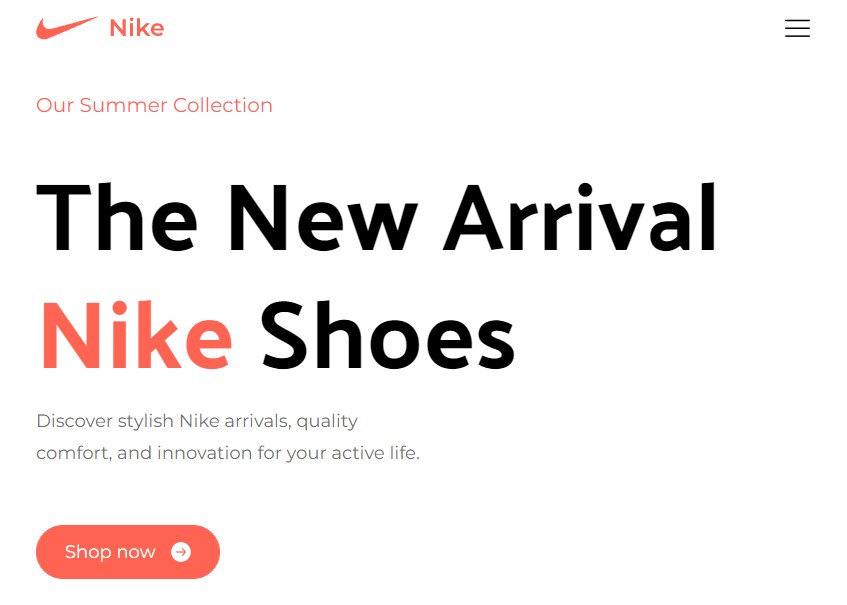 Nike
Our Summer Collection
The New Arrival
Nike Shoes
Discover stylish Nike arrivals, quality
comfort, and innovation for your active life.
Shop now